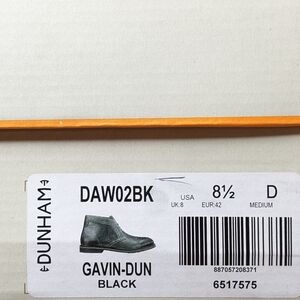 DUNHAM
DAW02BK
USA 8½ D
UK:8 EUR:42 MEDIUM
887057208371
GAVIN-DUN
BLACK
6517575